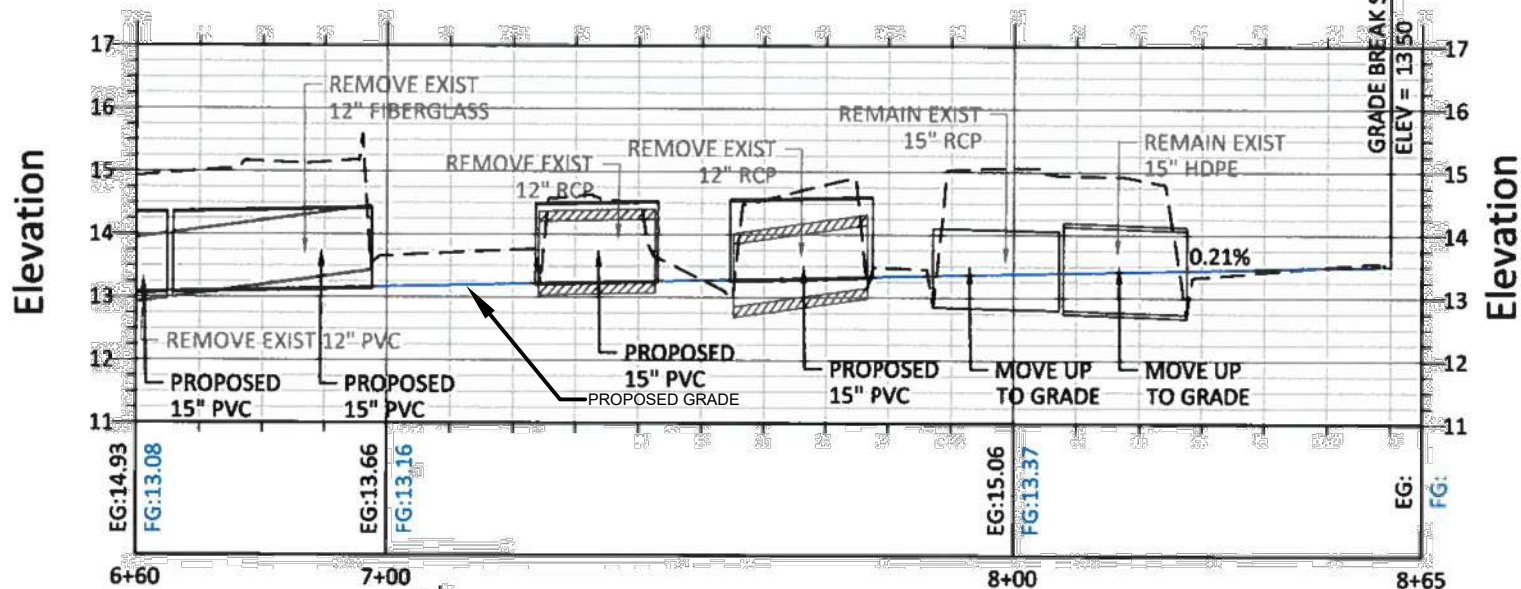 GRADE BREAK S
ELEV = 13.50
17
16
15
14
13
12
11
Elevation
REMOVE EXIST
12" FIBERGLASS
REMOVE EXIST
12" RCP
REMOVE EXIST
12" RCP
REMAIN EXIST
15" RCP
REMAIN EXIST
15" HDPE
0.21%
REMOVE EXIST 12" PVC
PROPOSED
15" PVC
PROPOSED
15" PVC
PROPOSED
15" PVC
PROPOSED GRADE
PROPOSED
15" PVC
MOVE UP
TO GRADE
MOVE UP
TO GRADE
17
16
15
14
13
12
11
Elevation
EG:14.93
FG:13.08
EG:13.66
FG:13.16
EG:15.06
FG:13.37
EG:
FG:
6+60
7+00
8+00
8+65